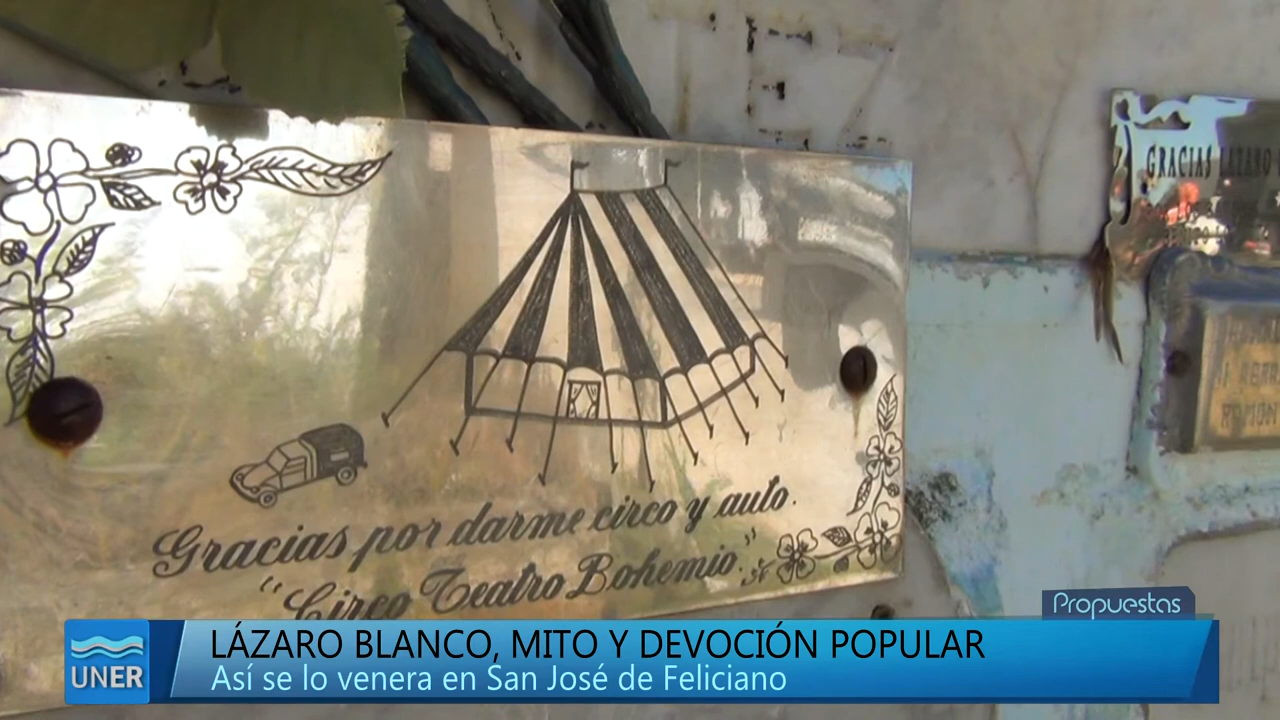 GRACIAS LAZARO
Gracias por darme circo y auto.
"Circo Teatro Bohemio."
Propuestas
LÁZARO BLANCO, MITO Y DEVOCIÓN POPULAR
Así se lo venera en San José de Feliciano
UNER